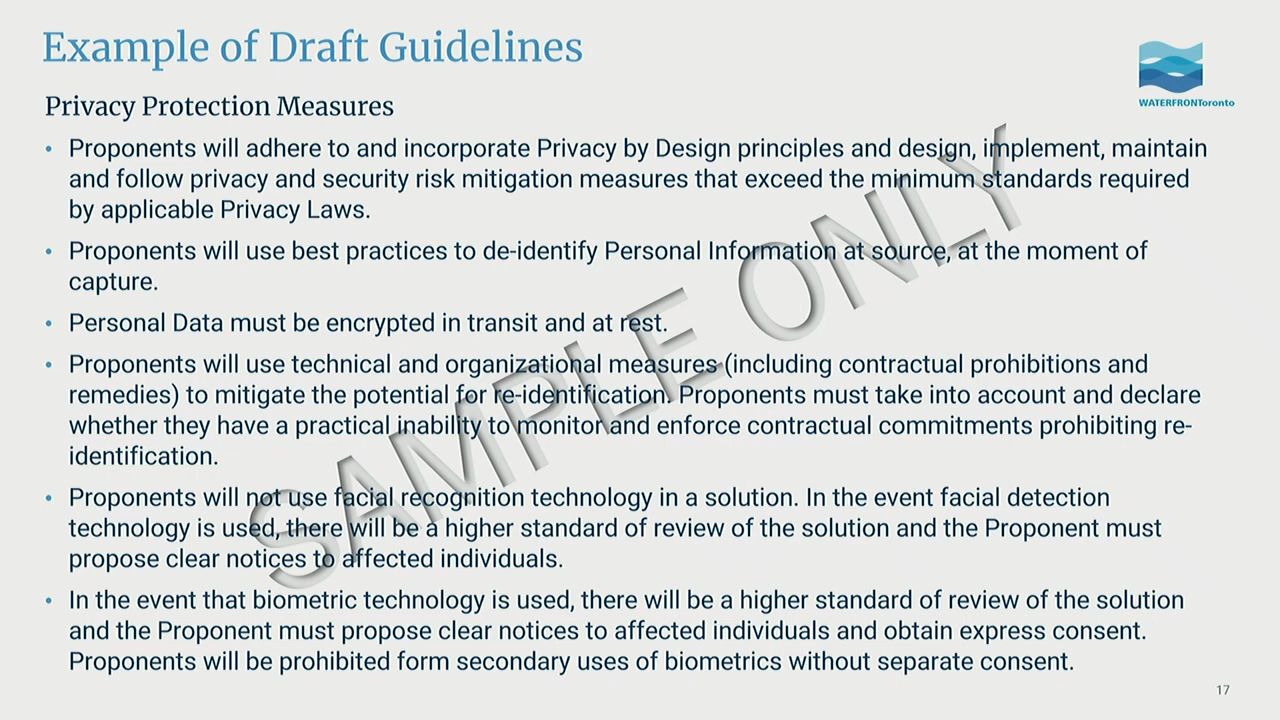 Example of Draft Guidelines
WATERFRONToronto
Privacy Protection Measures
• Proponents will adhere to and incorporate Privacy by Design principles and design, implement, maintain
and follow privacy and security risk mitigation measures that exceed the minimum standards required
by applicable Privacy Laws.
• Proponents will use best practices to de-identify Personal Information at source, at the moment of
capture.
• Personal Data must be encrypted in transit and at rest.
• Proponents will use technical and organizational measures (including contractual prohibitions and
remedies) to mitigate the potential for re-identification. Proponents must take into account and declare
whether they have a practical inability to monitor and enforce contractual commitments prohibiting re-
identification.
• Proponents will not use facial recognition technology in a solution. In the event facial detection
technology is used, there will be a higher standard of review of the solution and the Proponent must
propose clear notices to affected individuals.
• In the event that biometric technology is used, there will be a higher standard of review of the solution
and the Proponent must propose clear notices to affected individuals and obtain express consent.
Proponents will be prohibited form secondary uses of biometrics without separate consent.
SAMPLE ONLY
17